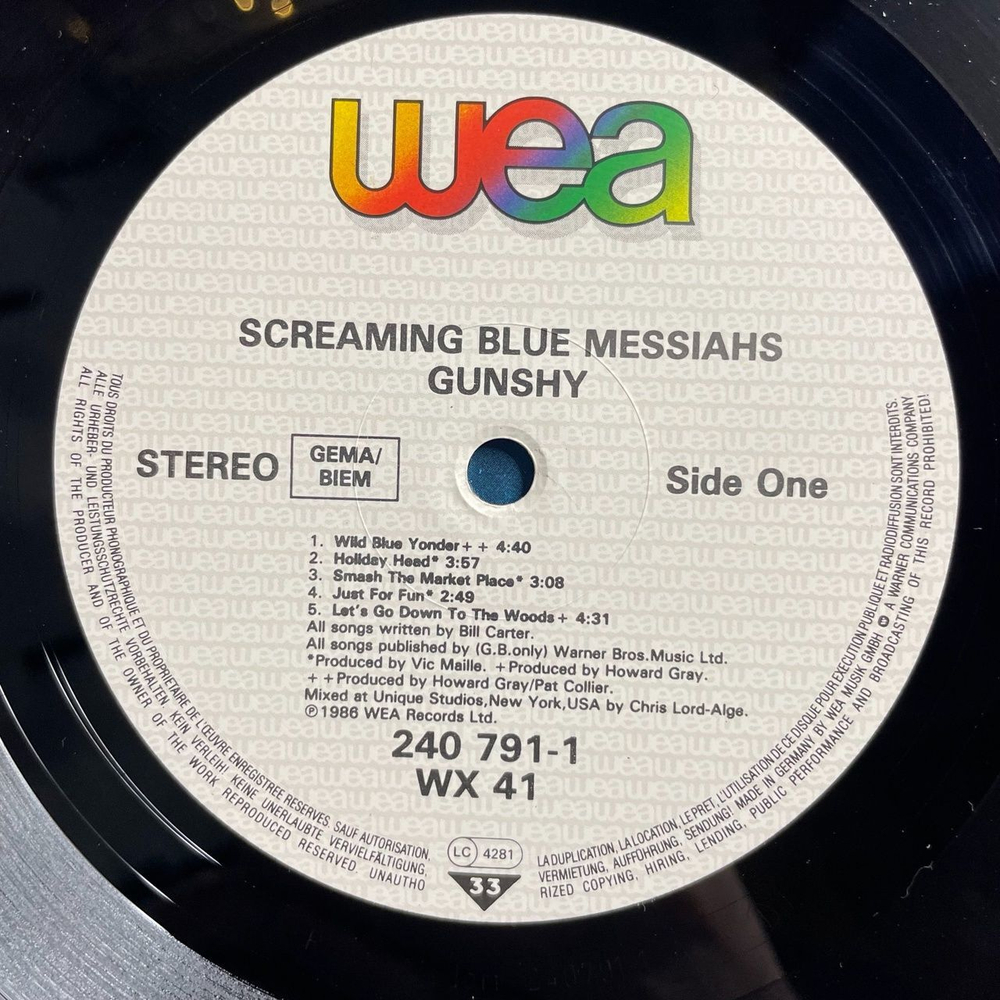 wea
SCREAMING BLUE MESSIAHS
GUNSHY
STEREO
GEMA/
BIEM
Side One
1. Wild Blue Yonder+ + 4:40
2. Holiday Head* 3:57
3. Smash The Market Place* 3:08
4. Just For Fun* 2:49
5. Let's Go Down To The Woods+ 4:31
All songs written by Bill Carter.
All songs published by (G.B.only) Warner Bros.Music Ltd.
*Produced by Vic Maille. +Produced by Howard Gray.
+ +Produced by Howard Gray/Pat Collier.
Mixed at Unique Studios,New York,USA by Chris Lord-Alge.
℗1986 WEA Records Ltd.
240 791-1
WX 41
LC 4281
33
TOUS DROITS DU PRODUCTEUR PHONOGRAPHIQUE ET DU PROPRIETAIRE DE L'ŒUVRE ENREGISTREE RESERVES. SAUF AUTORISATION,
LA DUPLICATION, LA LOCATION, LE PRET, L'UTILISATION DE CE DISQUE POUR EXECUTION PUBLIQUE ET RADIODIFFUSION SONT INTERDITS.
ALLE URHEBER- UND LEISTUNGSSCHUTZRECHTE VORBEHALTEN. KEIN VERLEIH! KEINE UNERLAUBTE VERVIELFÄLTIGUNG,
VERMIETUNG, AUFFÜHRUNG, SENDUNG! MADE IN GERMANY BY WEA MUSIK GMBH A WARNER COMMUNICATIONS COMPANY
ALL RIGHTS OF THE PRODUCER AND OF THE OWNER OF THE WORK REPRODUCED RESERVED. UNAUTHO
RIZED COPYING, HIRING, LENDING, PUBLIC PERFORMANCE AND BROADCASTING OF THIS RECORD PROHIBITED!